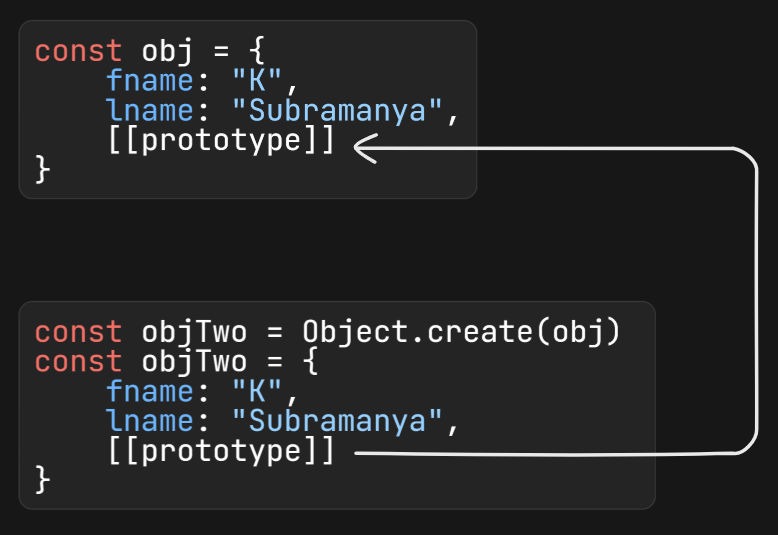 const obj = {
    fname: "K",
    lname: "Subramanya",
    [[prototype]]
}
const objTwo = Object.create(obj)
const objTwo = {
    fname: "K",
    lname: "Subramanya",
    [[prototype]]
}